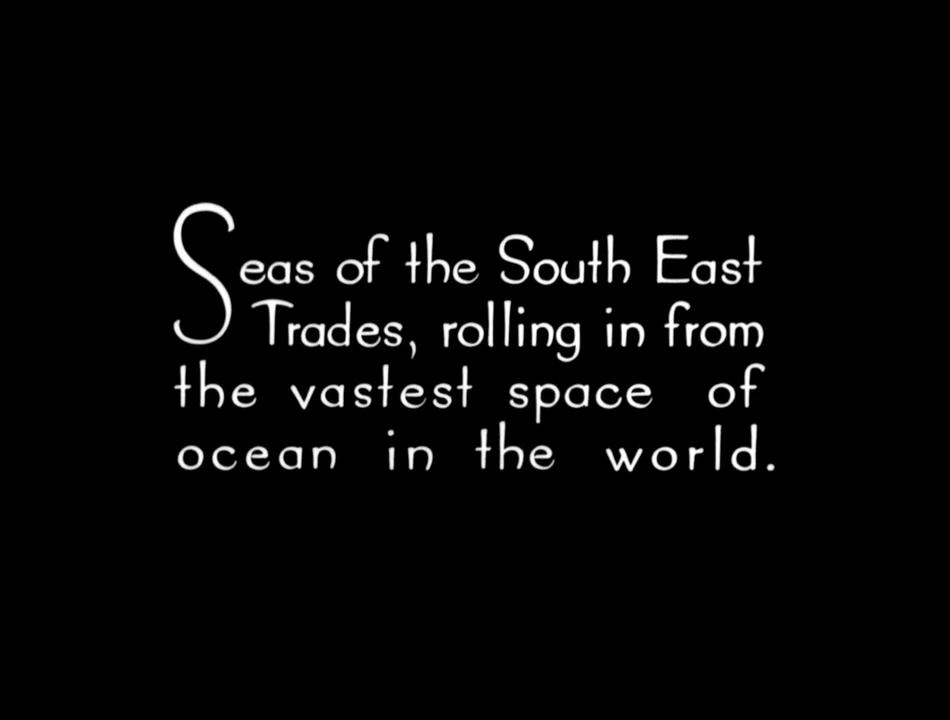 Seas of the South East
Trades, rolling in from
the vastest space of
ocean in the world.